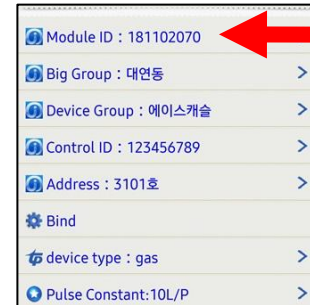 Module ID : 181102070
Big Group : 대연동
Device Group : 에이스캐슬
Control ID : 123456789
Address : 3101호
Bind
device type : gas
Pulse Constant:10L/P